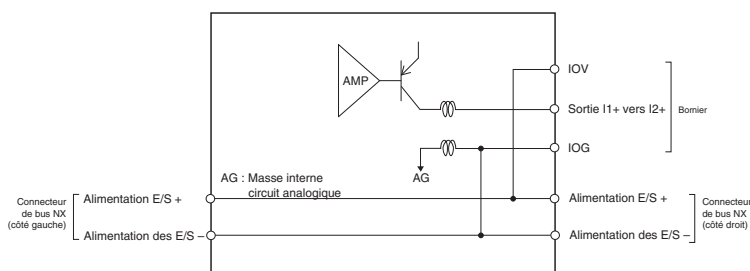 AMP
IOV
Sortie I1+ vers I2+
Bornier
IOG
AG : Masse interne
circuit analogique
AG
Connecteur
de bus NX
(côté gauche)
Alimentation E/S +
Alimentation des E/S –
Alimentation E/S +
Alimentation des E/S –
Connecteur
de bus NX
(côté droit)